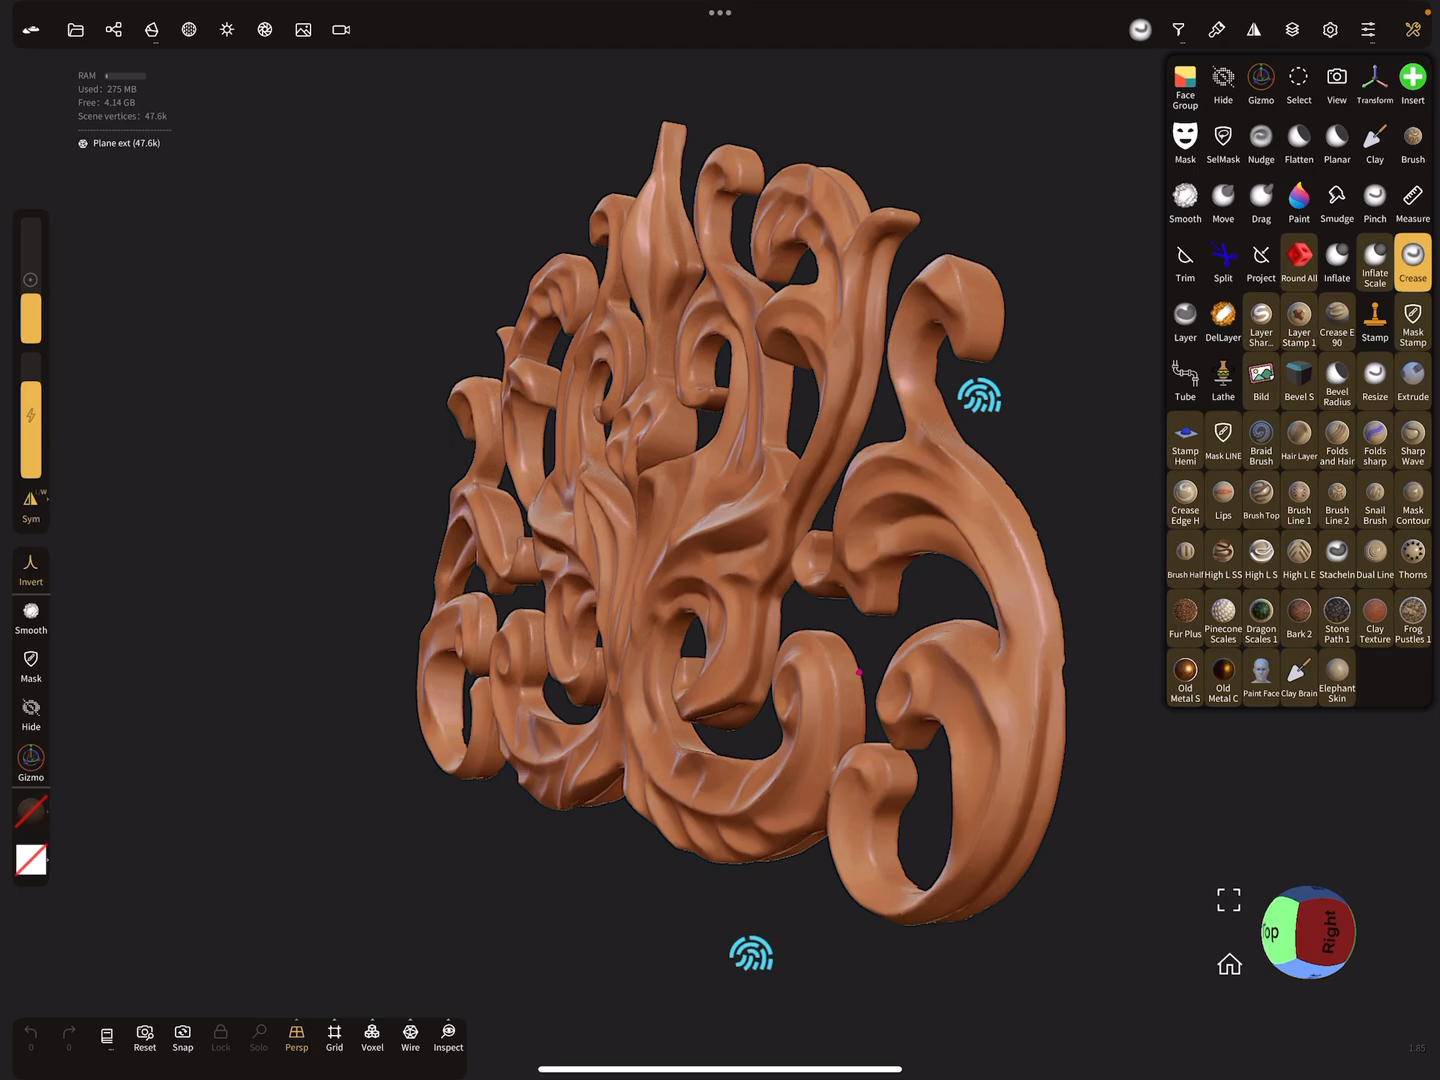 RAM
Used: 275 MB
Free: 4.14 GB
Scene vertices: 47.6k
Plane ext (47.6k)
Face Group
Hide
Gizmo
Select
View
Transform
Insert
Mask
SelMask
Nudge
Flatten
Planar
Clay
Brush
Smooth
Move
Drag
Paint
Smudge
Pinch
Measure
Trim
Split
Project
Round All
Inflate
Inflate Scale
Crease
Layer
DelLayer
Layer Shar...
Layer Stamp 1
Crease E 90
Stamp
Mask Stamp
Tube
Lathe
Bild
Bevel S
Bevel Radius
Resize
Extrude
Stamp Hemi
Mask LINE
Braid Brush
Hair Layer
Folds and Hair
Folds sharp
Sharp Wave
Crease Edge H
Lips
Brush Top
Brush Line 1
Brush Line 2
Snail Brush
Mask Contour
Brush Half
High L SS
High L S
High L E
Stacheln
Dual Line
Thorns
Fur Plus
Pinecone Scales
Dragon Scales 1
Bark 2
Stone Path 1
Clay Texture
Frog Pustles 1
Old Metal S
Old Metal C
Paint Face
Clay Brain
Elephant Skin
Sym
Invert
Smooth
Mask
Hide
Gizmo
Top
Right
0
0
...
Reset
Snap
Lock
Solo
Persp
Grid
Voxel
Wire
Inspect
1.85